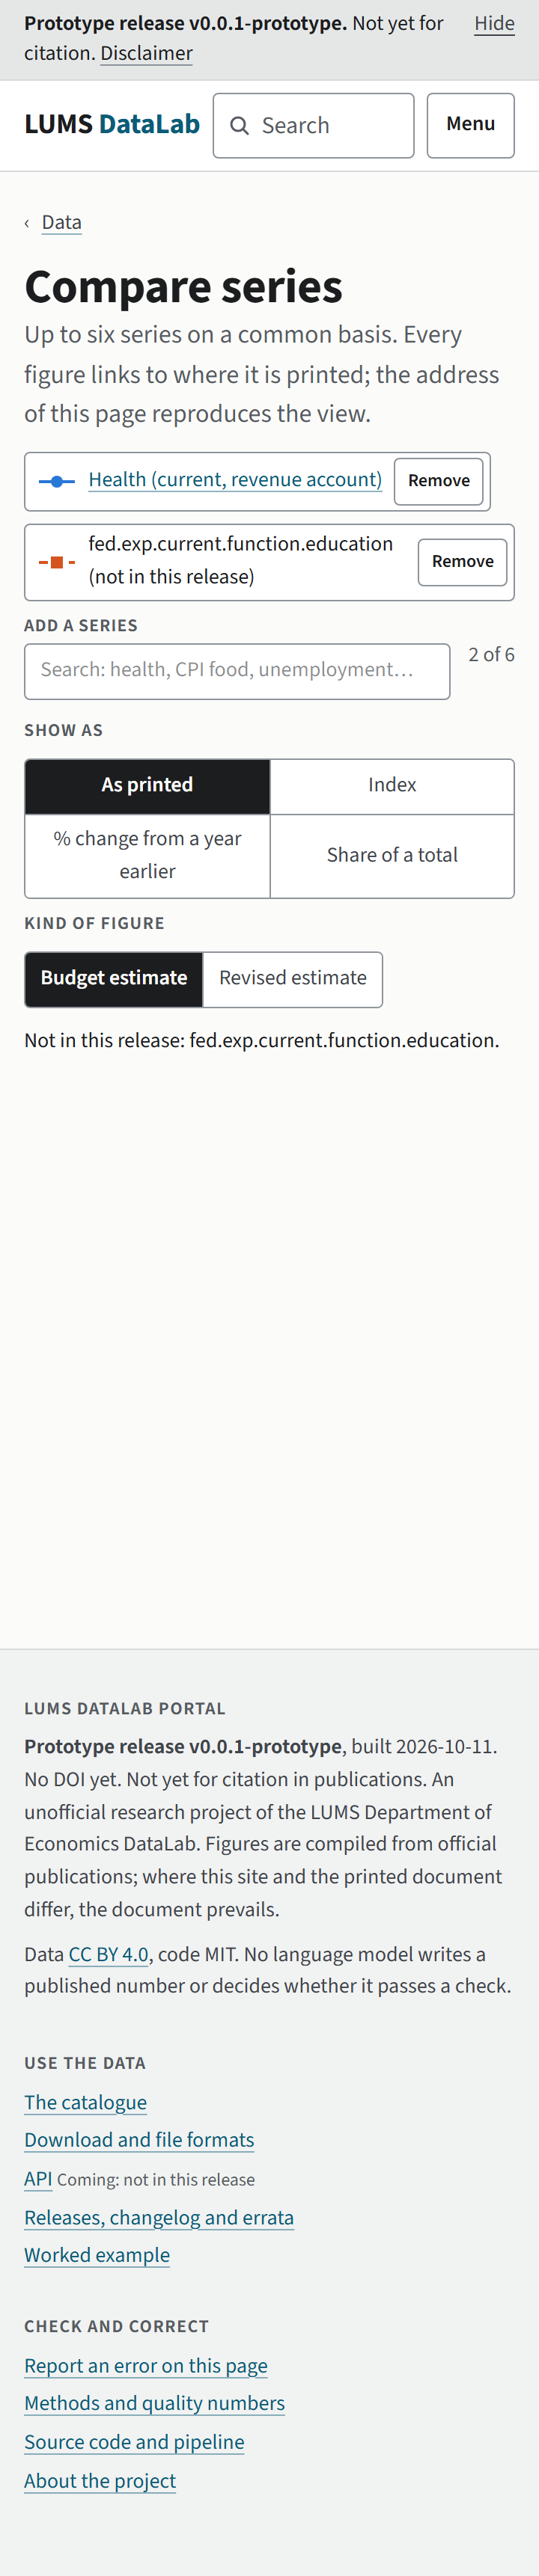 Prototype release v0.0.1-prototype. Not yet for
citation. Disclaimer
Hide
LUMS DataLab
Search
Menu
‹ Data
Compare series
Up to six series on a common basis. Every
figure links to where it is printed; the address
of this page reproduces the view.
Health (current, revenue account)
Remove
fed.exp.current.function.education
(not in this release)
Remove
ADD A SERIES
Search: health, CPI food, unemployment…
2 of 6
SHOW AS
As printed
Index
% change from a year
earlier
Share of a total
KIND OF FIGURE
Budget estimate
Revised estimate
Not in this release: fed.exp.current.function.education.
LUMS DATALAB PORTAL
Prototype release v0.0.1-prototype, built 2026-10-11.
No DOI yet. Not yet for citation in publications. An
unofficial research project of the LUMS Department of
Economics DataLab. Figures are compiled from official
publications; where this site and the printed document
differ, the document prevails.
Data CC BY 4.0, code MIT. No language model writes a
published number or decides whether it passes a check.
USE THE DATA
The catalogue
Download and file formats
API Coming: not in this release
Releases, changelog and errata
Worked example
CHECK AND CORRECT
Report an error on this page
Methods and quality numbers
Source code and pipeline
About the project